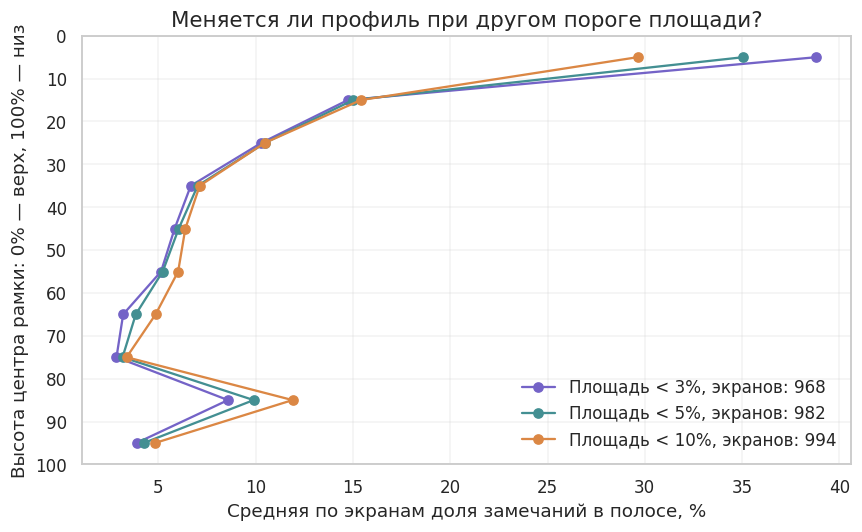 Меняется ли профиль при другом пороге площади?
Высота центра рамки: 0% — верх, 100% — низ
0
10
20
30
40
50
60
70
80
90
100
Площадь < 3%, экранов: 968
Площадь < 5%, экранов: 982
Площадь < 10%, экранов: 994
5 10 15 20 25 30 35 40
Средняя по экранам доля замечаний в полосе, %